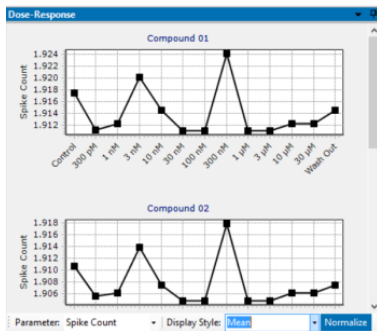 Dose-Response
Compound 01
1.924
1.922
1.920
1.918
1.916
1.914
1.912
Spike Count
Control
300 pM
1 nM
3 nM
10 nM
30 nM
100 nM
300 nM
1 µM
3 µM
10 µM
30 µM
Wash Out
Compound 02
1.918
1.916
1.914
1.912
1.910
1.908
1.906
Spike Count
Parameter: Spike Count Display Style: Mean Normalize